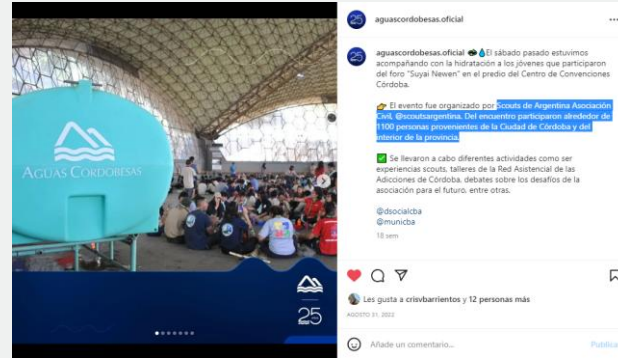 AGUAS CORDOBESAS
25
25
aguascordobesas.oficial
25
aguascordobesas.oficial 💧El sábado pasado estuvimos
acompañando con la hidratación a los jóvenes que participaron
del foro "Suyai Newen" en el predio del Centro de Convenciones
Córdoba.
👉 El evento fue organizado por Scouts de Argentina Asociación
Civil, @scoutsargentina. Del encuentro participaron alrededor de
1100 personas provenientes de la Ciudad de Córdoba y del
interior de la provincia.
✅ Se llevaron a cabo diferentes actividades como ser
experiencias scouts, talleres de la Red Asistencial de las
Adicciones de Córdoba, debates sobre los desafíos de la
asociación para el futuro, entre otras.
@dsocialcba
@municba
18 sem
Les gusta a crisvbarrientos y 12 personas más
AGOSTO 31, 2022
Añade un comentario...
Publicar